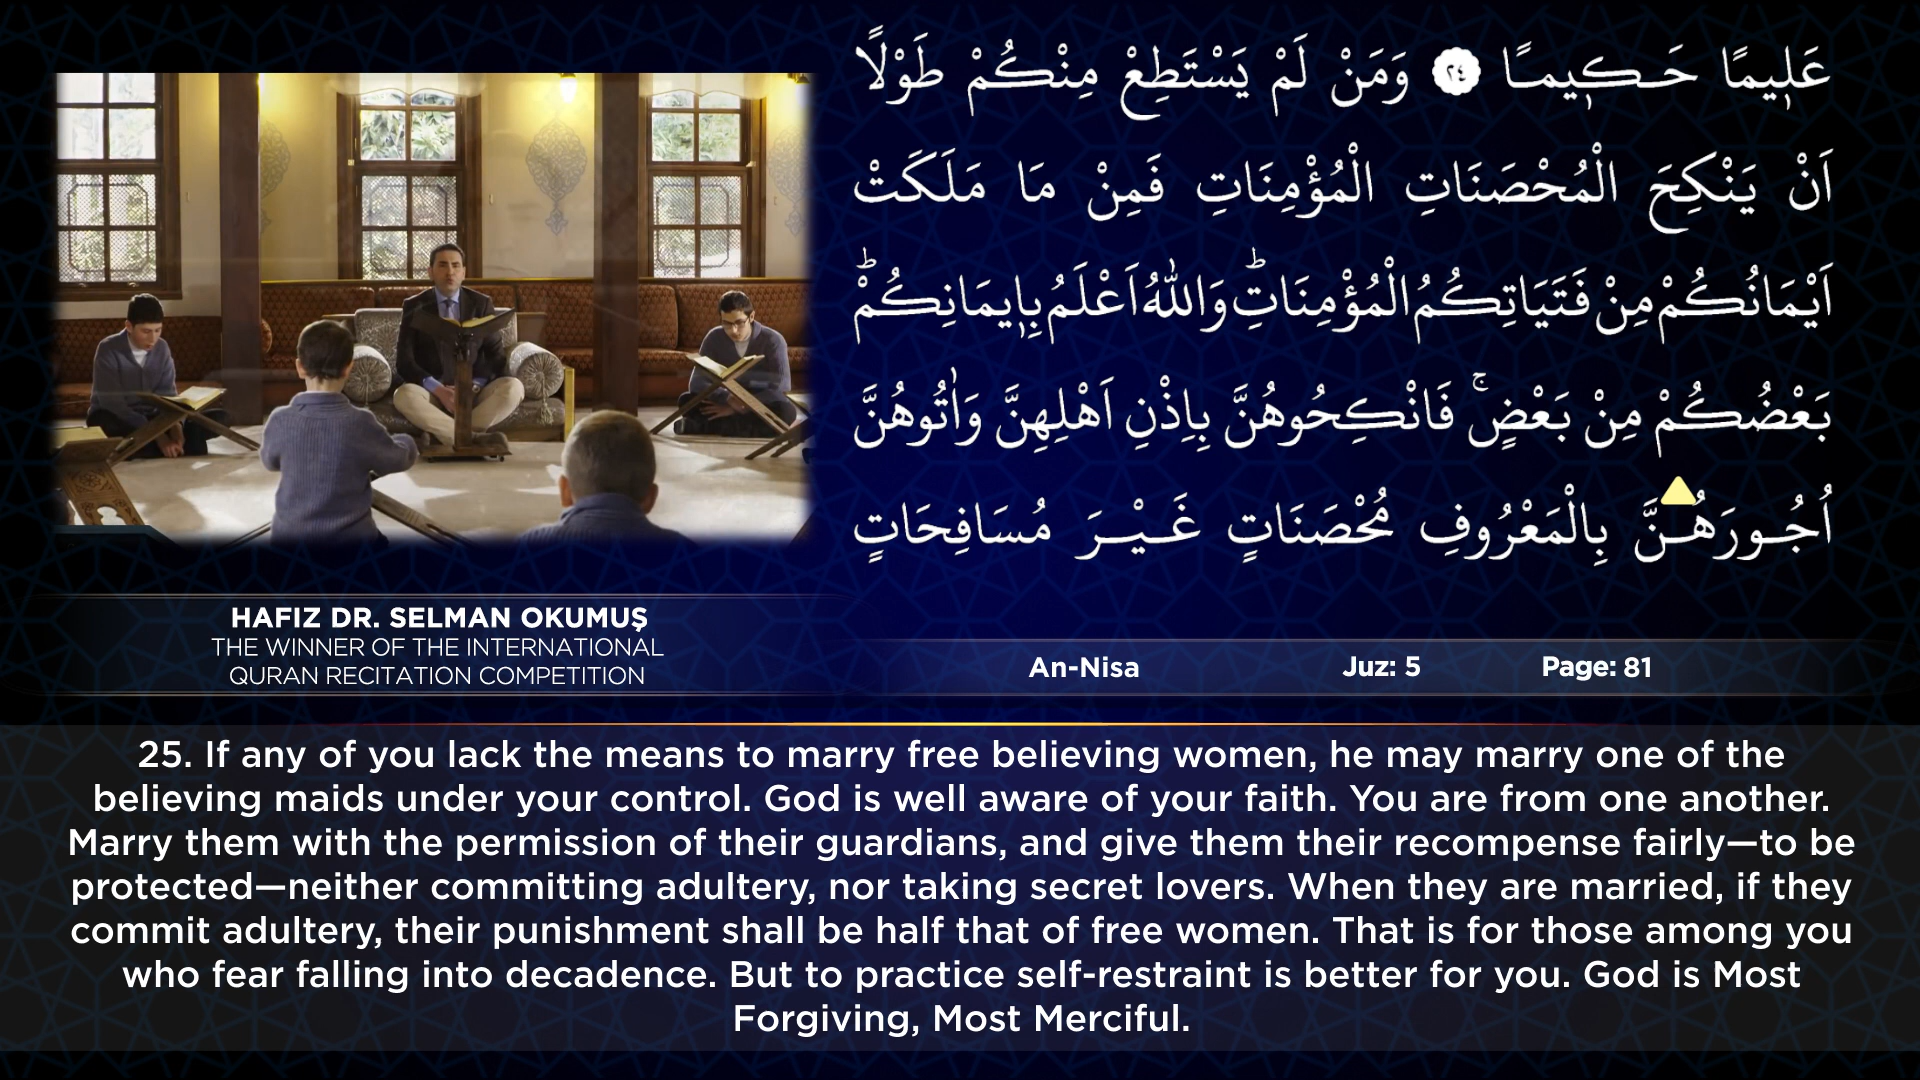 عَلٖيمًا حَكٖيمًا ٢٤ وَمَنْ لَمْ يَسْتَطِعْ مِنْكُمْ طَوْلًا
اَنْ يَنْكِحَ الْمُحْصَنَاتِ الْمُؤْمِنَاتِ فَمِنْ مَا مَلَكَتْ
اَيْمَانُكُمْ مِنْ فَتَيَاتِكُمُ الْمُؤْمِنَاتِؕ وَاللّٰهُ اَعْلَمُ بِاٖيمَانِكُمْؕ
بَعْضُكُمْ مِنْ بَعْضٍۚ فَانْكِحُوهُنَّ بِاِذْنِ اَهْلِهِنَّ وَاٰتُوهُنَّ
اُجُورَهُنَّ بِالْمَعْرُوفِ مُحْصَنَاتٍ غَيْرَ مُسَافِحَاتٍ
HAFIZ DR. SELMAN OKUMUŞ
THE WINNER OF THE INTERNATIONAL
QURAN RECITATION COMPETITION
An-Nisa Juz: 5 Page: 81
25. If any of you lack the means to marry free believing women, he may marry one of the
believing maids under your control. God is well aware of your faith. You are from one another.
Marry them with the permission of their guardians, and give them their recompense fairly—to be
protected—neither committing adultery, nor taking secret lovers. When they are married, if they
commit adultery, their punishment shall be half that of free women. That is for those among you
who fear falling into decadence. But to practice self-restraint is better for you. God is Most
Forgiving, Most Merciful.